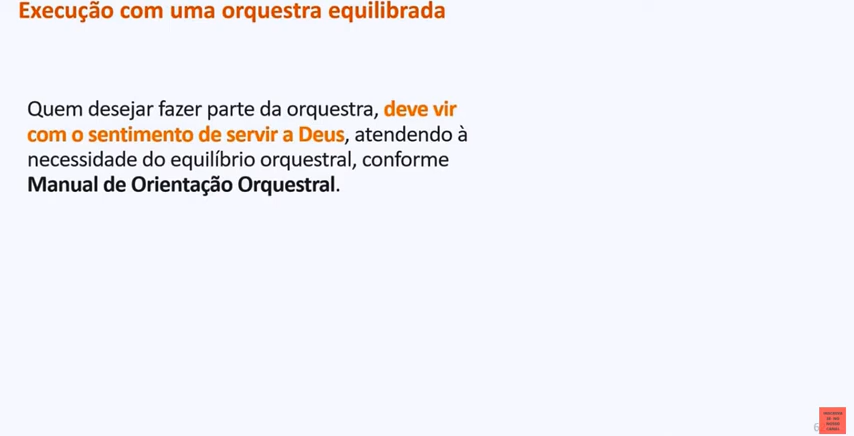 Execução com uma orquestra equilibrada
Quem desejar fazer parte da orquestra, deve vir
com o sentimento de servir a Deus, atendendo à
necessidade do equilíbrio orquestral, conforme
Manual de Orientação Orquestral.
6